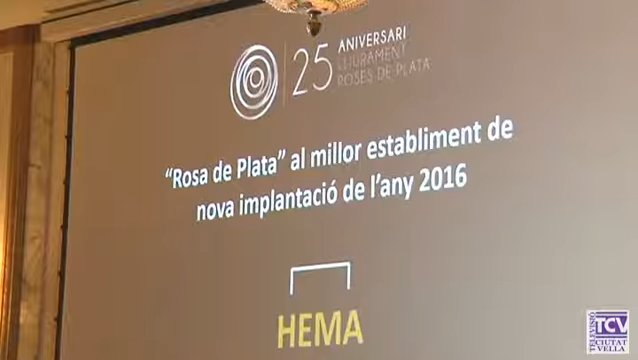 25
ANIVERSARI
LLIURAMENT
ROSES DE PLATA
“Rosa de Plata” al millor establiment de
nova implantació de l’any 2016
HEMA
TELEVISIÓ
TCV
CIUTAT
VELLA